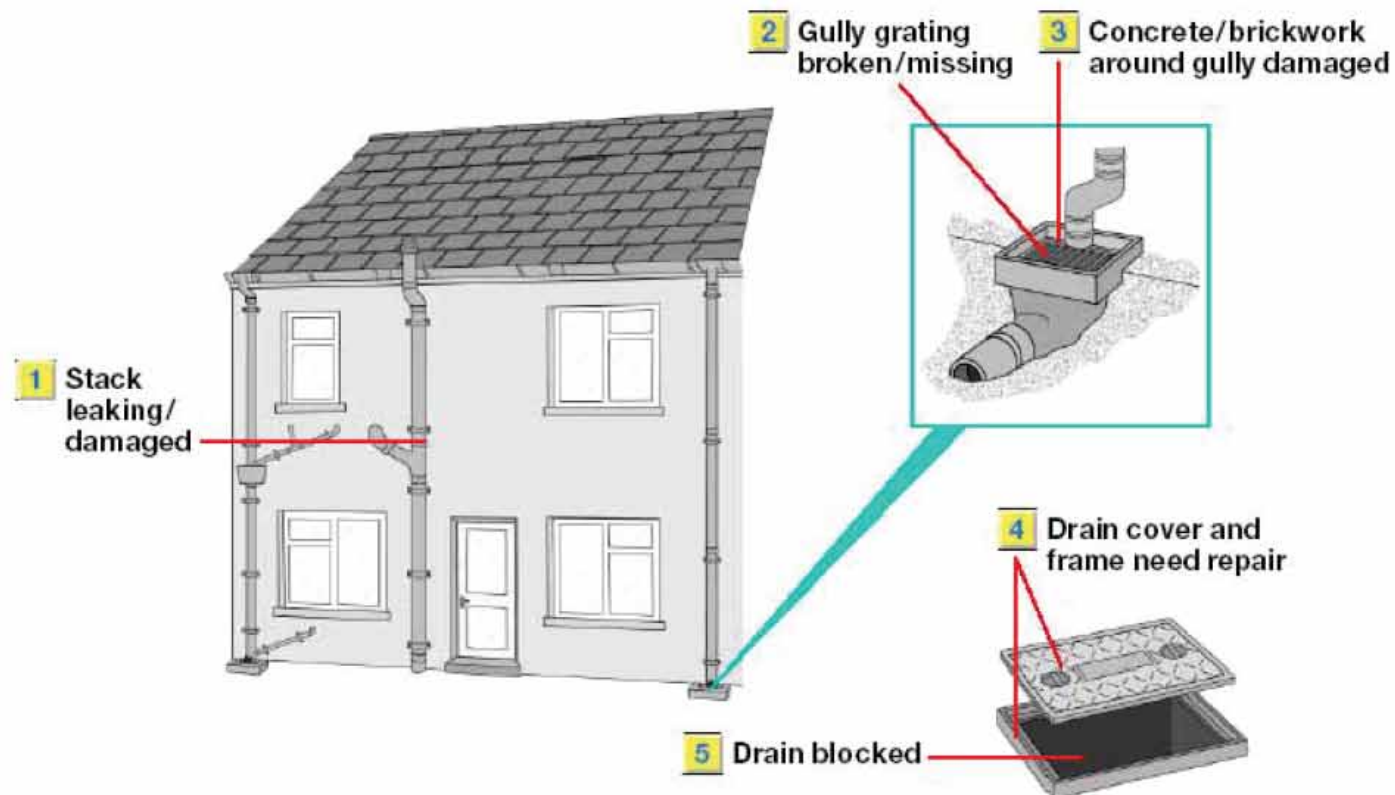 2 Gully grating
broken/missing
3 Concrete/brickwork
around gully damaged
1 Stack
leaking/
damaged
4 Drain cover and
frame need repair
5 Drain blocked